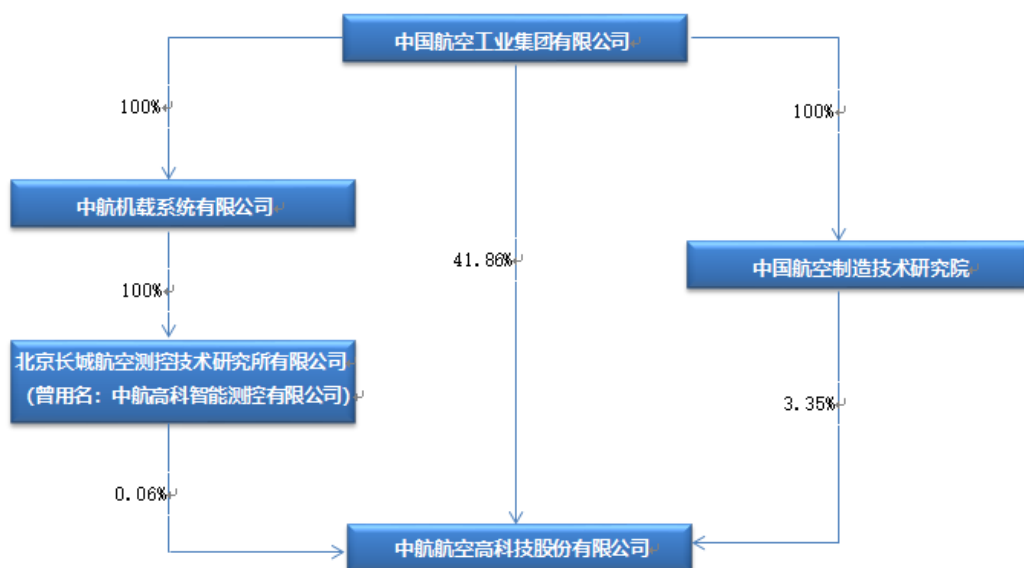 中国航空工业集团有限公司
100%
100%
中航机载系统有限公司
41.86%
中国航空制造技术研究院
100%
北京长城航空测控技术研究所有限公司
（曾用名：中航高科智能测控有限公司）
3.35%
0.06%
中航航空高科技股份有限公司